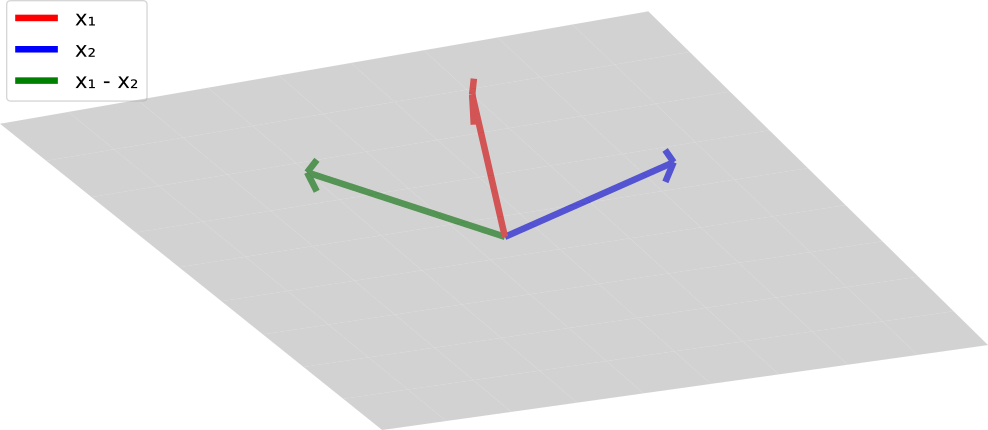 x₁
x₂
x₁ - x₂